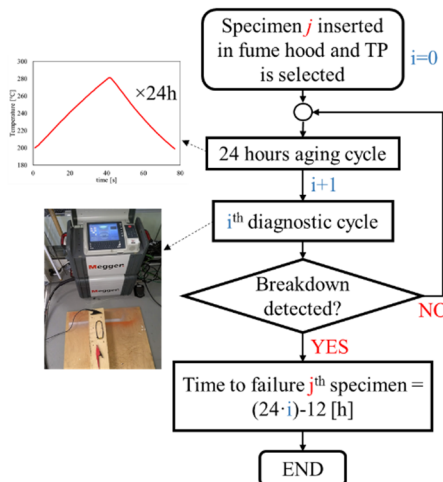 Specimen j inserted
in fume hood and TP
is selected
i=0
300
280
260
240
220
200
180
Temperature [°C]
×24h
0
20
40
60
80
time [s]
24 hours aging cycle
i+1
ith diagnostic cycle
Megger
Breakdown
detected?
NO
YES
Time to failure jth specimen =
(24·i)-12 [h]
END